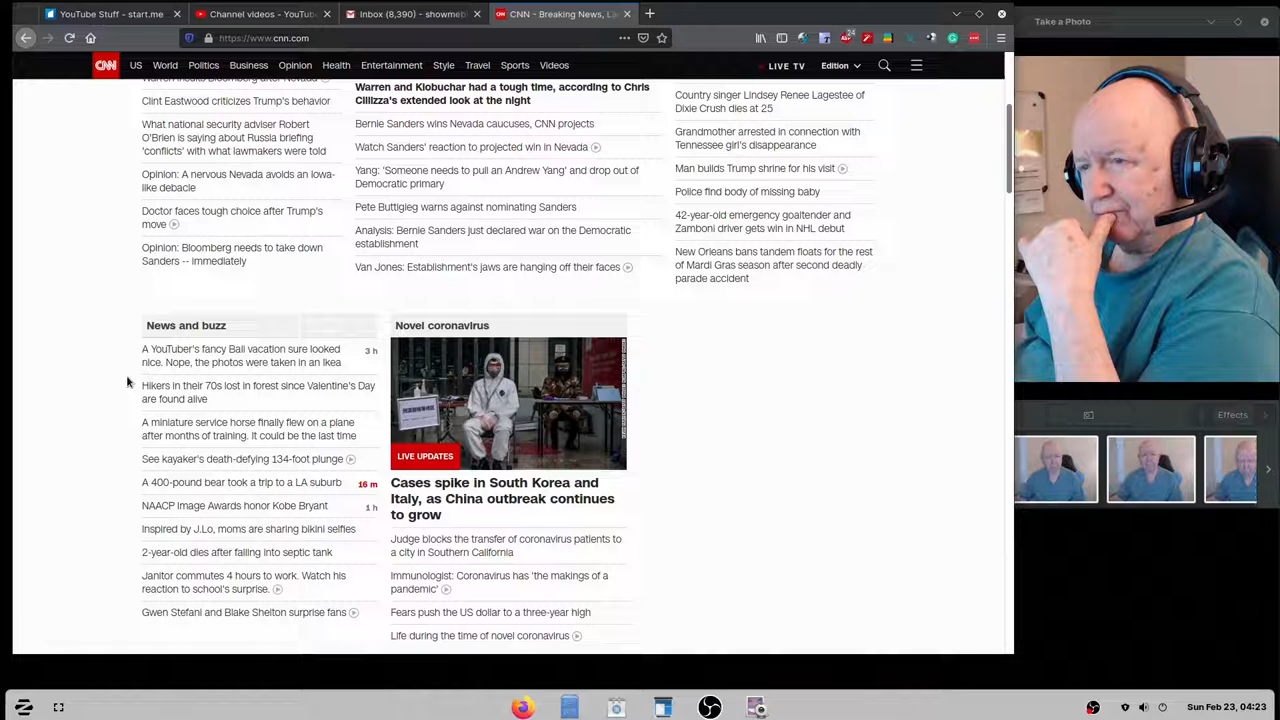 YouTube Stuff - start.me
Channel videos - YouTube
Inbox (8,390) - showmebl
CNN - Breaking News, La
Take a Photo
https://www.cnn.com
24
CNN
US
World
Politics
Business
Opinion
Health
Entertainment
Style
Travel
Sports
Videos
LIVE TV
Edition
Warren insults Bloomberg after Nevada
Clint Eastwood criticizes Trump's behavior
What national security adviser Robert
O'Brien is saying about Russia briefing
'conflicts' with what lawmakers were told
Opinion: A nervous Nevada avoids an Iowa-
like debacle
Doctor faces tough choice after Trump's
move
Opinion: Bloomberg needs to take down
Sanders -- immediately
Warren and Klobuchar had a tough time, according to Chris
Cillizza's extended look at the night
Bernie Sanders wins Nevada caucuses, CNN projects
Watch Sanders' reaction to projected win in Nevada
Yang: 'Someone needs to pull an Andrew Yang' and drop out of
Democratic primary
Pete Buttigieg warns against nominating Sanders
Analysis: Bernie Sanders just declared war on the Democratic
establishment
Van Jones: Establishment's jaws are hanging off their faces
Country singer Lindsey Renee Lagestee of
Dixie Crush dies at 25
Grandmother arrested in connection with
Tennessee girl's disappearance
Man builds Trump shrine for his visit
Police find body of missing baby
42-year-old emergency goaltender and
Zamboni driver gets win in NHL debut
New Orleans bans tandem floats for the rest
of Mardi Gras season after second deadly
parade accident
News and buzz
A YouTuber's fancy Bali vacation sure looked
nice. Nope, the photos were taken in an Ikea
3 h
Hikers in their 70s lost in forest since Valentine's Day
are found alive
A miniature service horse finally flew on a plane
after months of training. It could be the last time
See kayaker's death-defying 134-foot plunge
A 400-pound bear took a trip to a LA suburb
16 m
NAACP Image Awards honor Kobe Bryant
1 h
Inspired by J.Lo, moms are sharing bikini selfies
2-year-old dies after falling into septic tank
Janitor commutes 4 hours to work. Watch his
reaction to school's surprise.
Gwen Stefani and Blake Shelton surprise fans
Novel coronavirus
LIVE UPDATES
Cases spike in South Korea and
Italy, as China outbreak continues
to grow
Judge blocks the transfer of coronavirus patients to
a city in Southern California
Immunologist: Coronavirus has 'the makings of a
pandemic'
Fears push the US dollar to a three-year high
Life during the time of novel coronavirus
Effects
Sun Feb 23, 04:23